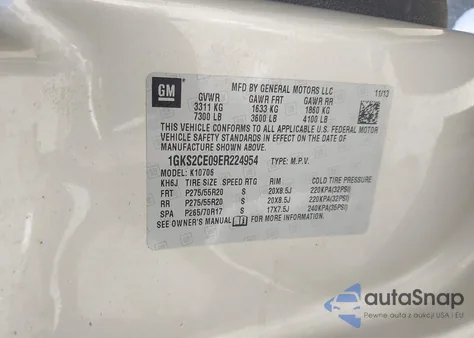 GM
MFD BY GENERAL MOTORS LLC
11/13
GVWR GAWR FRT GAWR RR
3311 KG 1633 KG 1860 KG
7300 LB 3600 LB 4100 LB
THIS VEHICLE CONFORMS TO ALL APPLICABLE U.S. FEDERAL MOTOR
VEHICLE SAFETY STANDARDS IN EFFECT ON THE DATE OF
MANUFACTURE SHOWN ABOVE.
1GKS2CE09ER224954 TYPE: M.P.V.
MODEL: K10706
KH6J TIRE SIZE SPEED RTG RIM COLD TIRE PRESSURE
FRT P275/55R20 S 20X8.5J 220KPA(32PSI)
RR P275/55R20 S 20X8.5J 220KPA(32PSI)
SPA P265/70R17 S 17X7.5J 240KPA(35PSI)
SEE OWNER'S MANUAL FOR ADDITIONAL INFORMATION.
autoSnap
Pewne auta z okazji | USA i EU